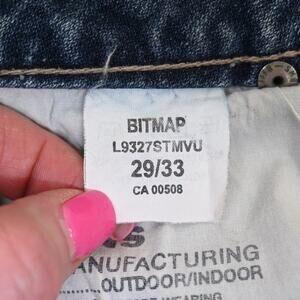 BITMAP
L9327STMVU
29/33
CA 00508
ANUFACTURING
OUTDOOR/INDOOR